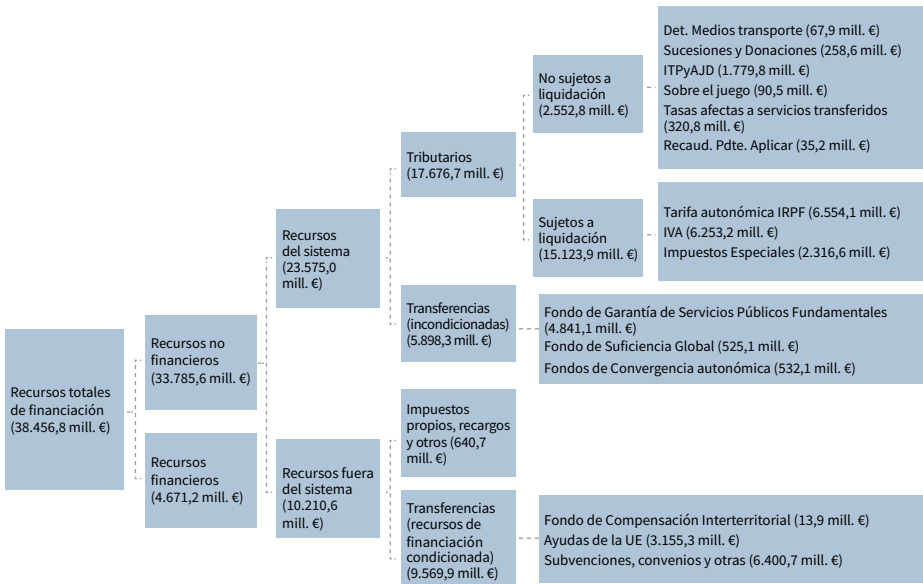 Recursos totales
de financiación
(38.456,8 mill. €)
Recursos no
financieros
(33.785,6 mill. €)
Recursos
financieros
(4.671,2 mill. €)
Recursos
del sistema
(23.575,0
mill. €)
Recursos fuera
del sistema
(10.210,6
mill. €)
Tributarios
(17.676,7 mill. €)
Transferencias
(incondicionadas)
(5.898,3 mill. €)
Impuestos
propios, recargos
y otros (640,7
mill. €)
Transferencias
(recursos de
financiación
condicionada)
(9.569,9 mill. €)
No sujetos a
liquidación
(2.552,8 mill. €)
Sujetos a
liquidación
(15.123,9 mill. €)
Det. Medios transporte (67,9 mill. €)
Sucesiones y Donaciones (258,6 mill. €)
ITPyAJD (1.779,8 mill. €)
Sobre el juego (90,5 mill. €)
Tasas afectas a servicios transferidos
(320,8 mill. €)
Recaud. Pdte. Aplicar (35,2 mill. €)
Tarifa autonómica IRPF (6.554,1 mill. €)
IVA (6.253,2 mill. €)
Impuestos Especiales (2.316,6 mill. €)
Fondo de Garantía de Servicios Públicos Fundamentales
(4.841,1 mill. €)
Fondo de Suficiencia Global (525,1 mill. €)
Fondos de Convergencia autonómica (532,1 mill. €)
Fondo de Compensación Interterritorial (13,9 mill. €)
Ayudas de la UE (3.155,3 mill. €)
Subvenciones, convenios y otras (6.400,7 mill. €)